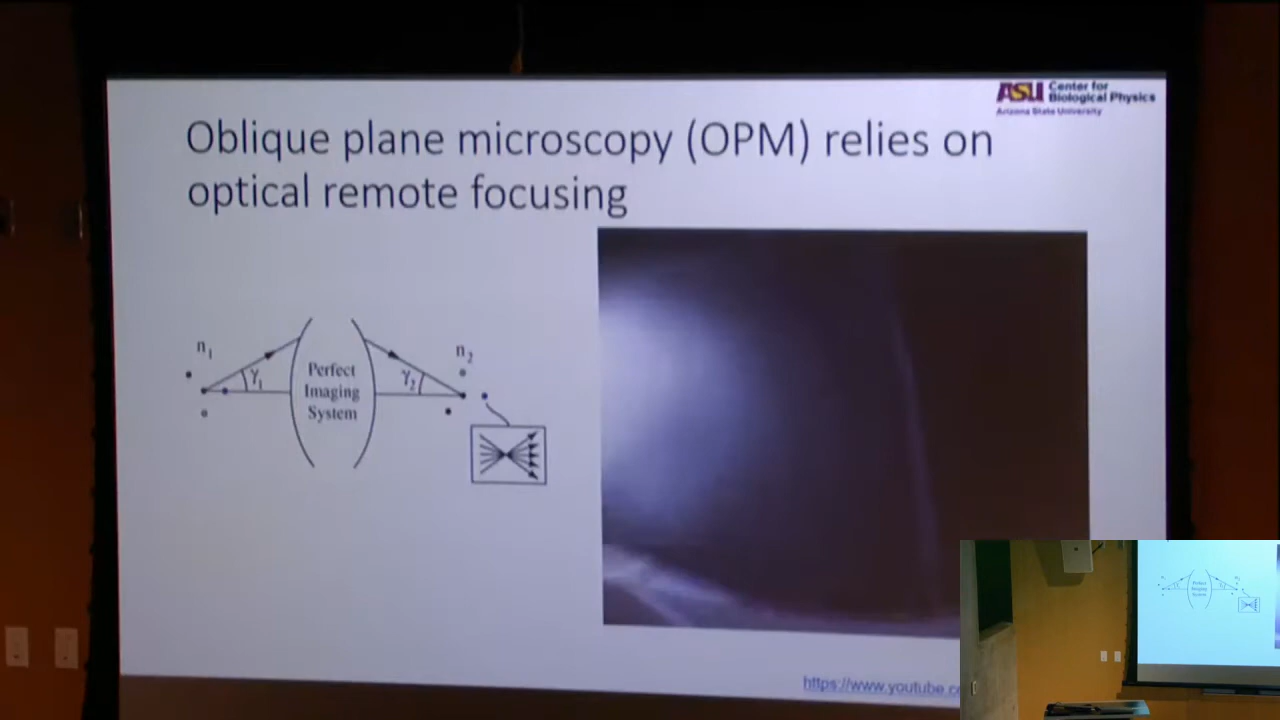 ASU Center for
Biological Physics
Arizona State University
Oblique plane microscopy (OPM) relies on
optical remote focusing
n1
n2
γ1
γ2
Perfect
Imaging
System
https://www.youtube.c